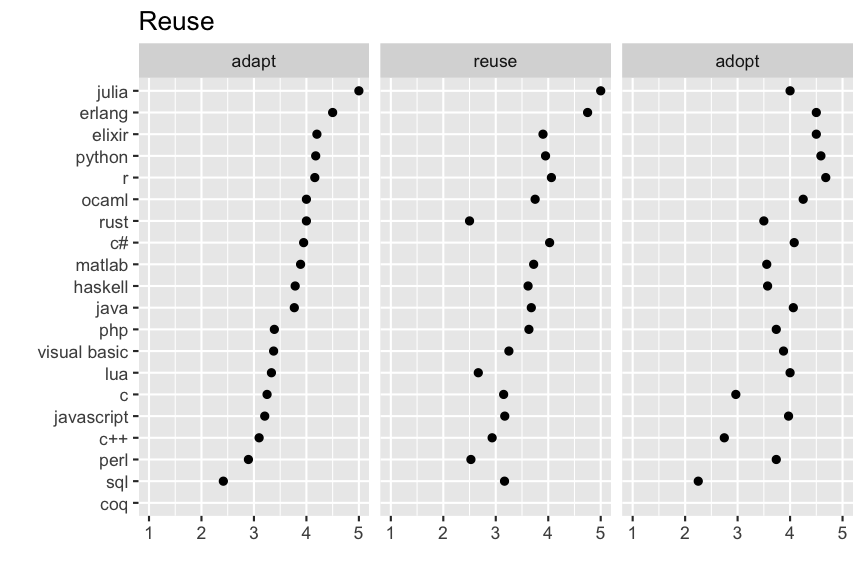 Reuse
adapt reuse adopt
julia
erlang
elixir
python
r
ocaml
rust
c#
matlab
haskell
java
php
visual basic
lua
c
javascript
c++
perl
sql
coq
1 2 3 4 5 1 2 3 4 5 1 2 3 4 5